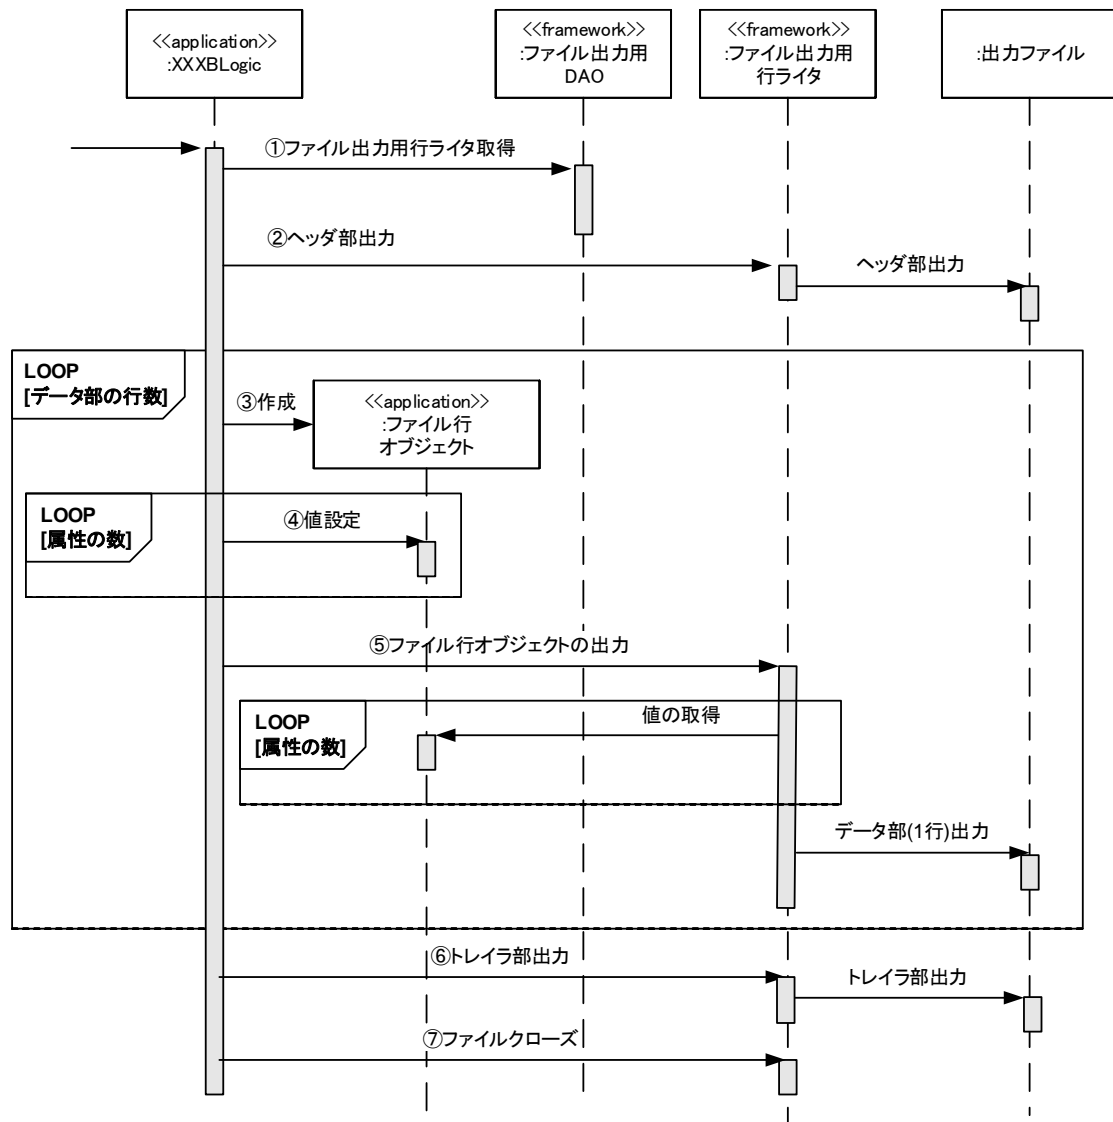 <<application>>
:XXXBLogic
<<framework>>
:ファイル出力用
DAO
<<framework>>
:ファイル出力用
行ライタ
:出力ファイル
①ファイル出力用行ライタ取得
②ヘッダ部出力
ヘッダ部出力
LOOP
[データ部の行数]
③作成
<<application>>
:ファイル行
オブジェクト
LOOP
[属性の数]
④値設定
⑤ファイル行オブジェクトの出力
LOOP
[属性の数]
値の取得
データ部(1行)出力
⑥トレイラ部出力
トレイラ部出力
⑦ファイルクローズ